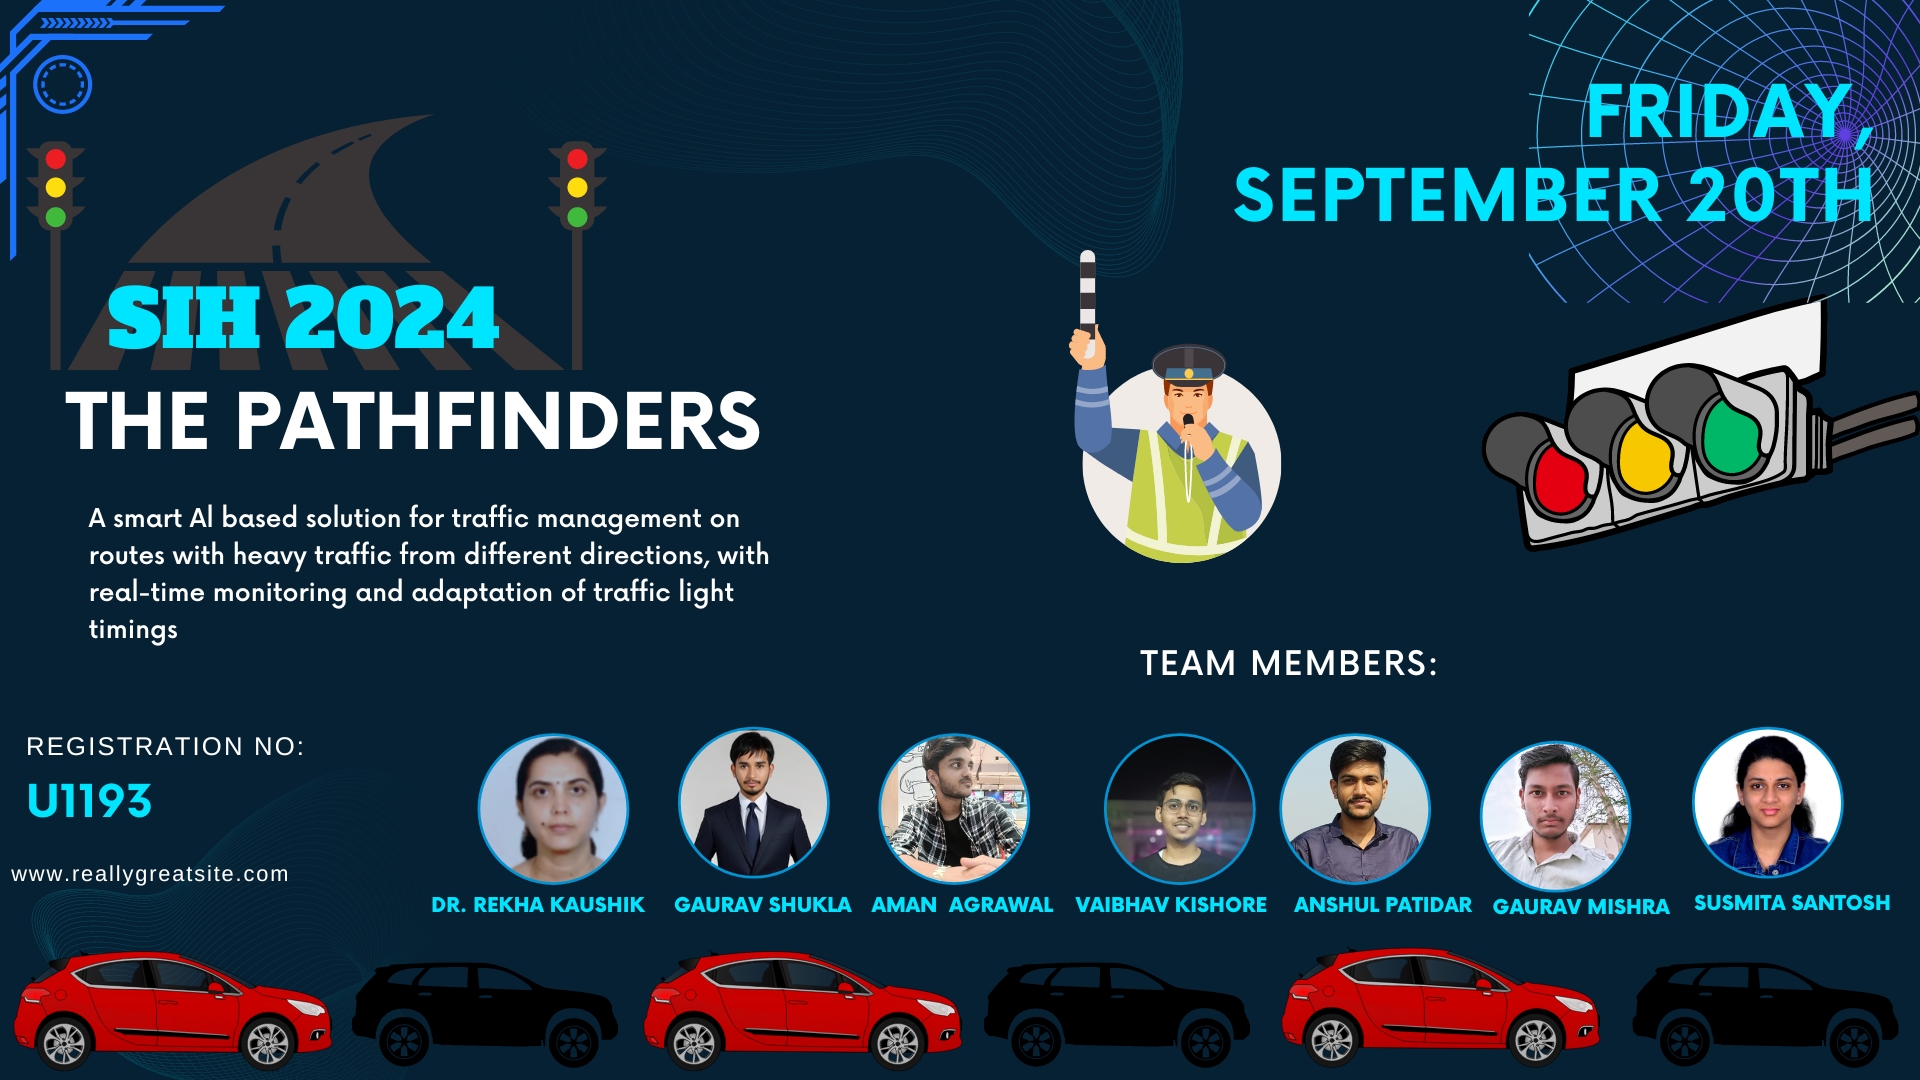 FRIDAY,
SEPTEMBER 20TH
SIH 2024
THE PATHFINDERS
A smart AI based solution for traffic management on
routes with heavy traffic from different directions, with
real-time monitoring and adaptation of traffic light
timings
TEAM MEMBERS:
REGISTRATION NO:
U1193
www.reallygreatsite.com
DR. REKHA KAUSHIK
GAURAV SHUKLA
AMAN AGRAWAL
VAIBHAV KISHORE
ANSHUL PATIDAR
GAURAV MISHRA
SUSMITA SANTOSH